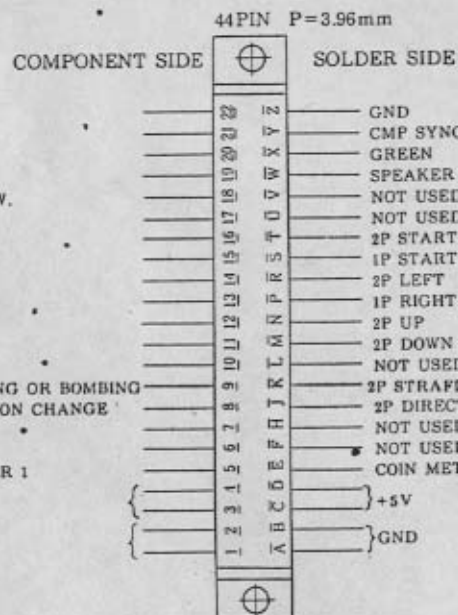 44PIN P=3.96mm
COMPONENT SIDE SOLDER SIDE
22 Z GND
21 Y CMP SYNC
20 X GREEN
19 W SPEAKER
W. 18 V NOT USED
17 U NOT USED
16 T 2P START
15 S 1P START
14 R 2P LEFT
13 P 1P RIGHT
12 N 2P UP
11 M 2P DOWN
10 L NOT USED
NG OR BOMBING 9 K 2P STRAFI
ON CHANGE 8 J 2P DIRECT
7 H NOT USED
6 F NOT USED
R 1 5 E COIN MET
4 D
3 C +5V
2 B
1 A GND